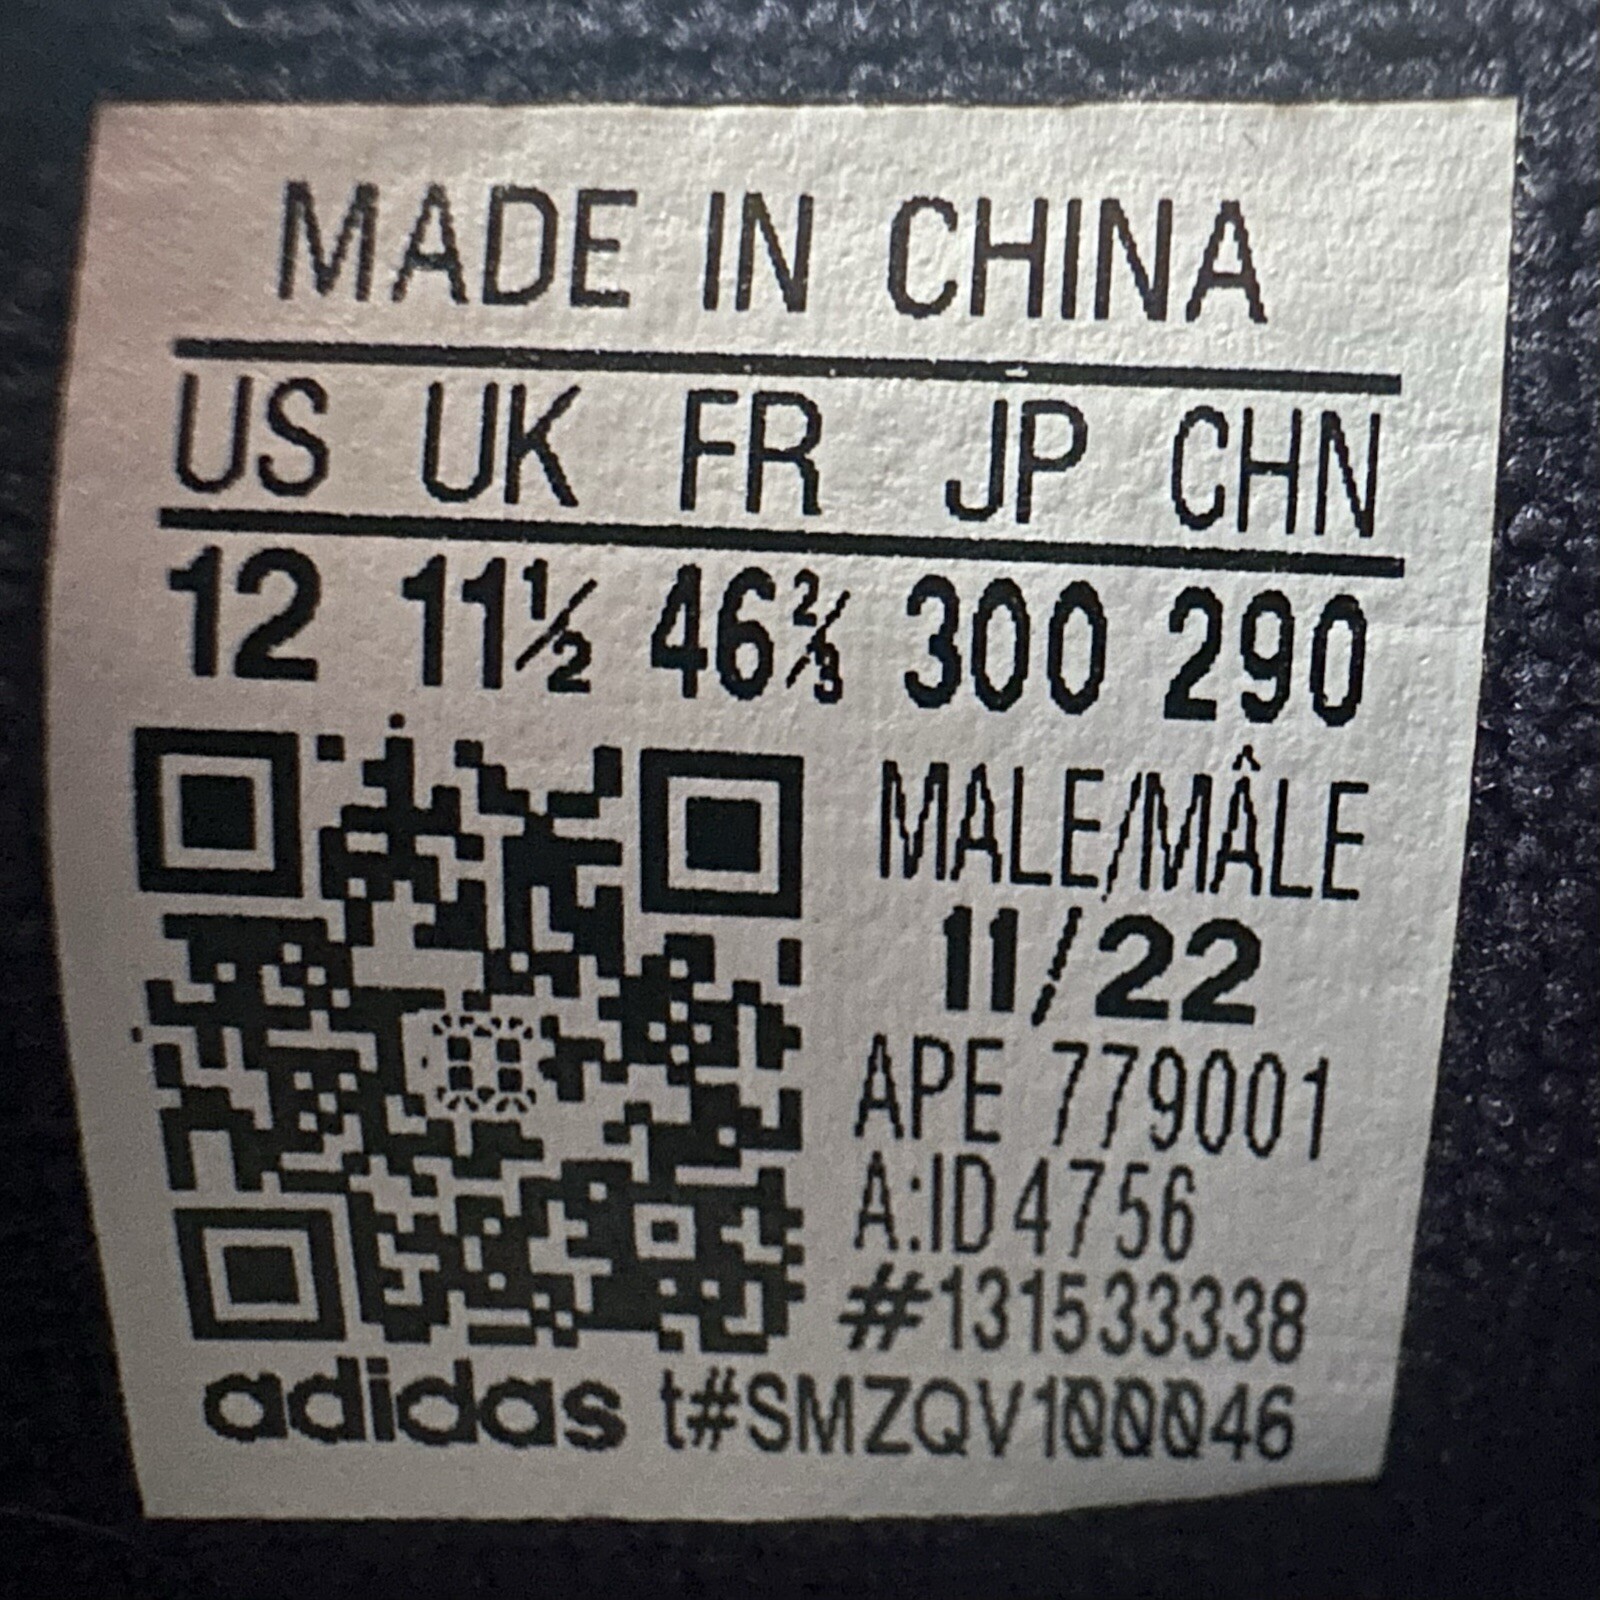 MADE IN CHINA
US UK FR JP CHN
12 11½ 46⅔ 300 290
MALE/MÂLE
11/22
APE 779001
A:ID4756
#131533338
adidas t#SMZQV100046